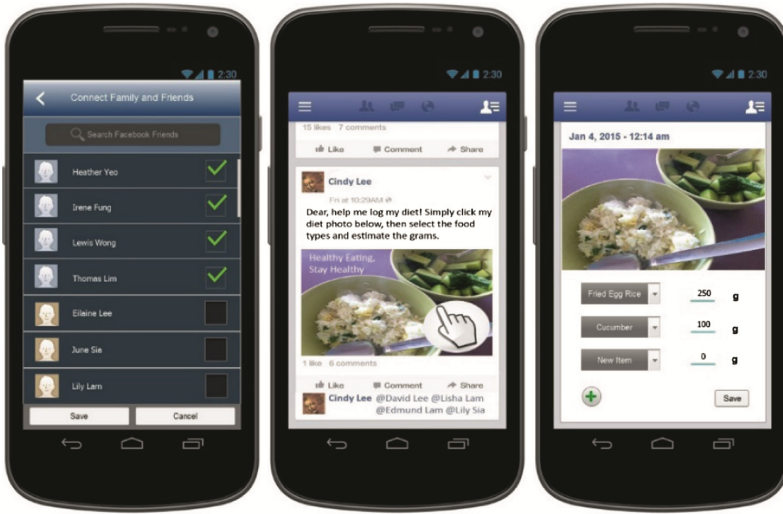 2:30
Connect Family and Friends
Search Facebook Friends
Heather Yeo
Irene Fung
Lewis Wong
Thomas Lim
Eilaine Lee
June Sia
Lily Lam
Save Cancel
2:30
15 likes 7 comments
Like Comment Share
Cindy Lee
Fri at 10:29AM
Dear, help me log my diet! Simply click my
diet photo below, then select the food
types and estimate the grams.
Healthy Eating,
Stay Healthy
1 like 6 comments
Like Comment Share
Cindy Lee @David Lee @Lisha Lam
@Edmund Lam @Lily Sia
2:30
Jan 4, 2015 - 12:14 am
Fried Egg Rice 250 g
Cucumber 100 g
New Item 0 g
Save